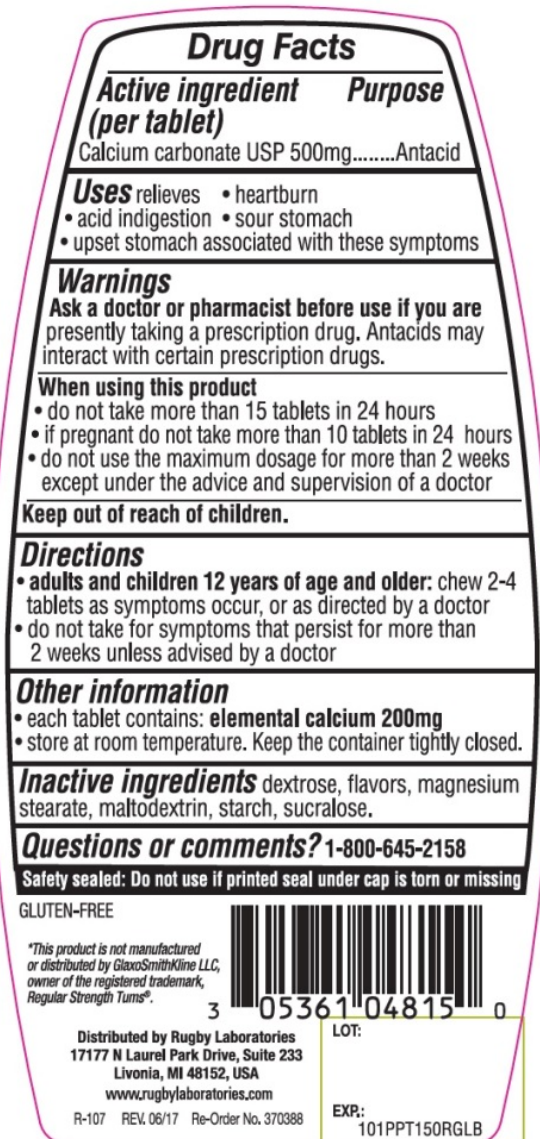 Drug Facts
Active ingredient Purpose
(per tablet)
Calcium carbonate USP 500mg........Antacid
Uses relieves • heartburn
• acid indigestion • sour stomach
• upset stomach associated with these symptoms
Warnings
Ask a doctor or pharmacist before use if you are
presently taking a prescription drug. Antacids may
interact with certain prescription drugs.
When using this product
• do not take more than 15 tablets in 24 hours
• if pregnant do not take more than 10 tablets in 24 hours
• do not use the maximum dosage for more than 2 weeks
except under the advice and supervision of a doctor
Keep out of reach of children.
Directions
• adults and children 12 years of age and older: chew 2-4
tablets as symptoms occur, or as directed by a doctor
• do not take for symptoms that persist for more than
2 weeks unless advised by a doctor
Other information
• each tablet contains: elemental calcium 200mg
• store at room temperature. Keep the container tightly closed.
Inactive ingredients dextrose, flavors, magnesium
stearate, maltodextrin, starch, sucralose.
Questions or comments? 1-800-645-2158
Safety sealed: Do not use if printed seal under cap is torn or missing
GLUTEN-FREE
*This product is not manufactured
or distributed by GlaxoSmithKline LLC,
owner of the registered trademark,
Regular Strength Tums®.
3 05361 04815 0
Distributed by Rugby Laboratories
17177 N Laurel Park Drive, Suite 233
Livonia, MI 48152, USA
www.rugbylaboratories.com
R-107 REV. 06/17 Re-Order No. 370388
LOT:
EXP.:
101PPT150RGLB